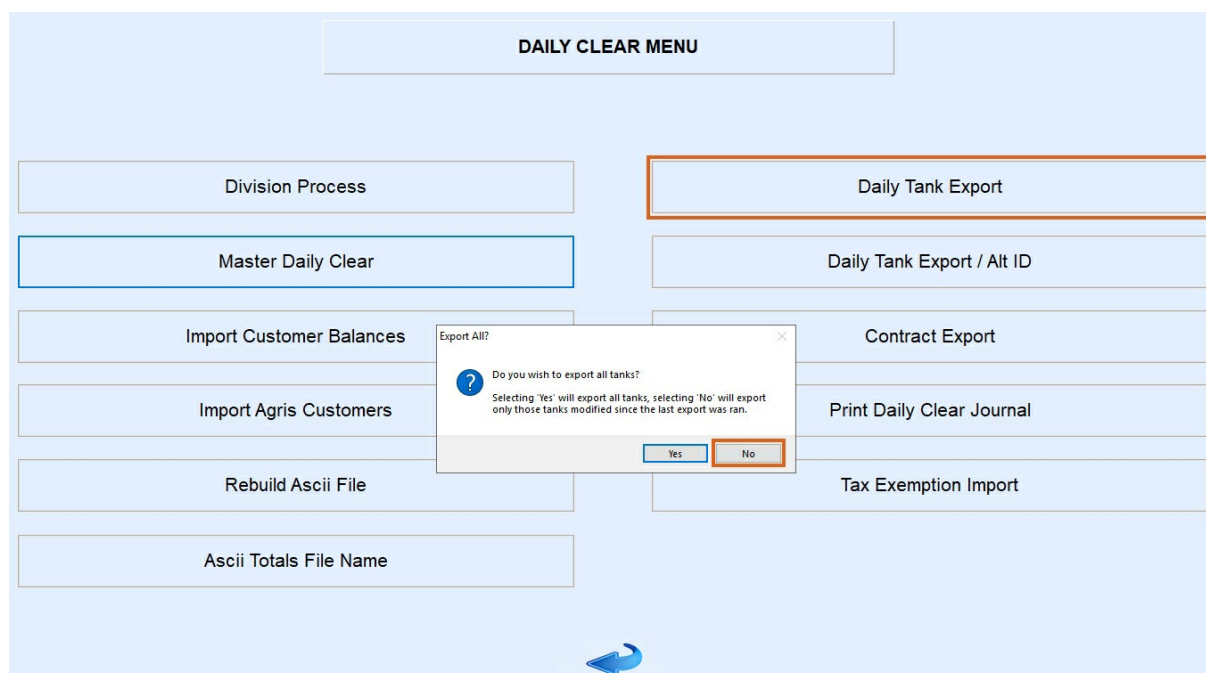 DAILY CLEAR MENU
Division Process
Daily Tank Export
Master Daily Clear
Daily Tank Export / Alt ID
Import Customer Balances
Contract Export
Export All?
Do you wish to export all tanks?
Selecting 'Yes' will export all tanks, selecting 'No' will export
only those tanks modified since the last export was ran.
Yes
No
Import Agris Customers
Print Daily Clear Journal
Rebuild Ascii File
Tax Exemption Import
Ascii Totals File Name